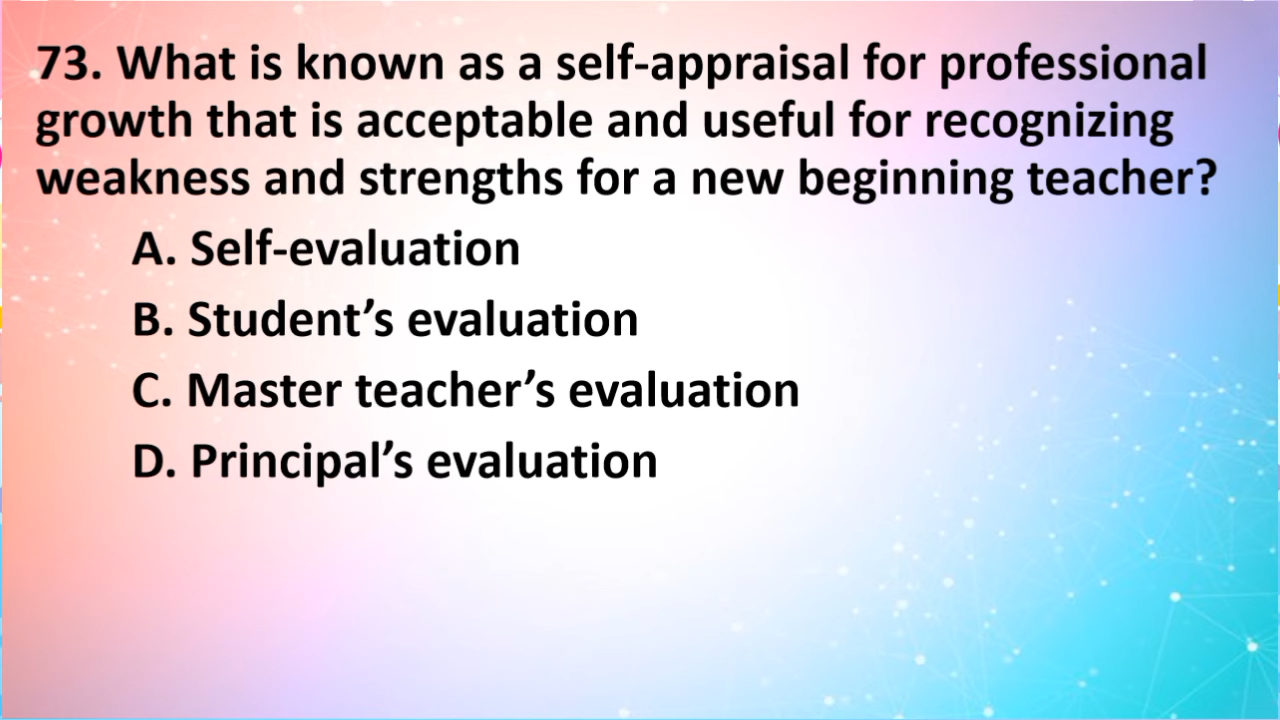 73. What is known as a self-appraisal for professional
growth that is acceptable and useful for recognizing
weakness and strengths for a new beginning teacher?
A. Self-evaluation
B. Student’s evaluation
C. Master teacher’s evaluation
D. Principal’s evaluation